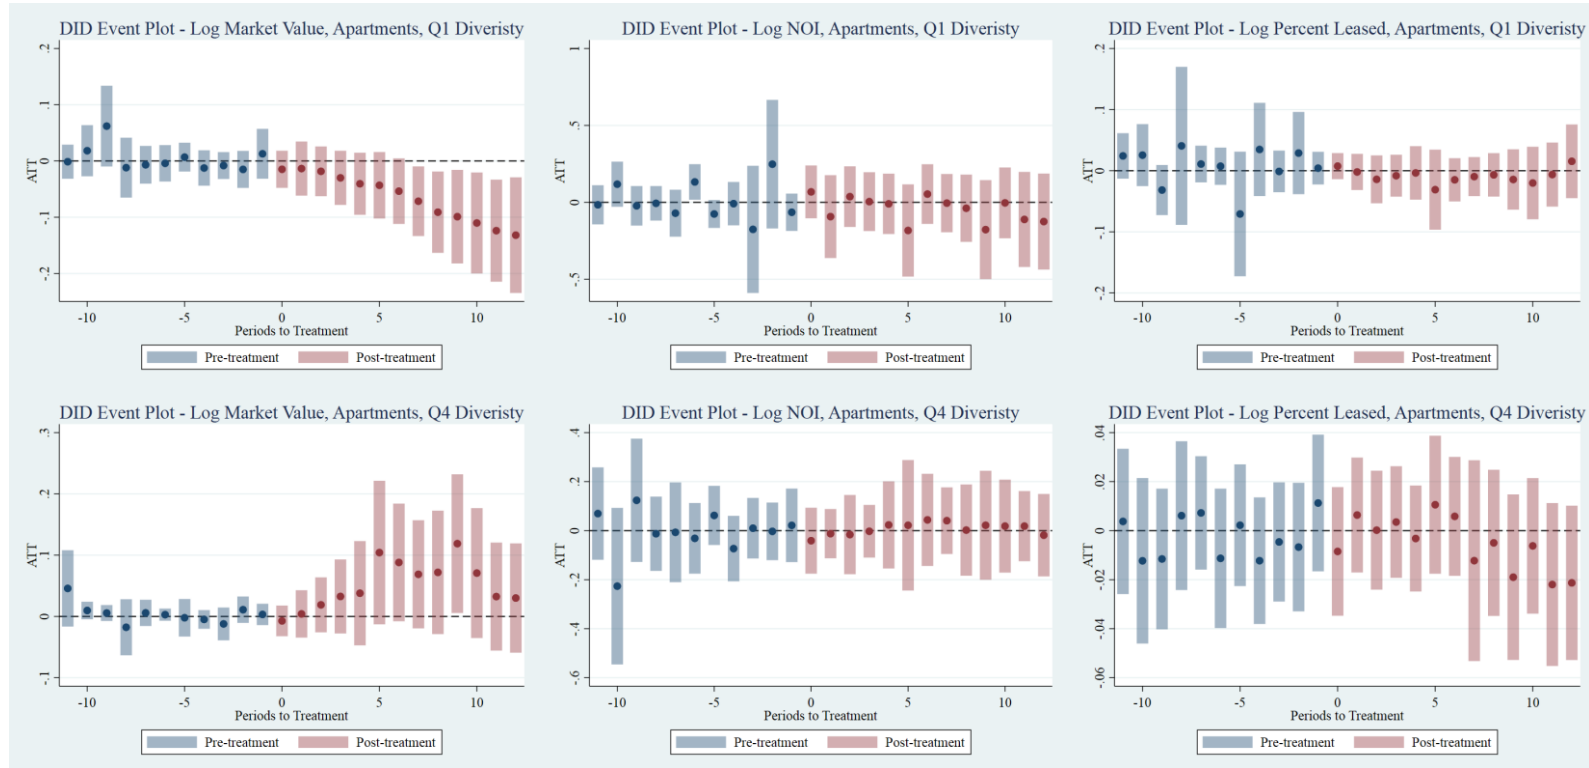 DID Event Plot - Log Market Value, Apartments, Q1 Diveristy
.2
.1
0
-.1
-.2
ATT
-10 -5 0 5 10
Periods to Treatment
Pre-treatment Post-treatment
DID Event Plot - Log NOI, Apartments, Q1 Diveristy
1
.5
0
-.5
ATT
-10 -5 0 5 10
Periods to Treatment
Pre-treatment Post-treatment
DID Event Plot - Log Percent Leased, Apartments, Q1 Diveristy
.2
.1
0
-.1
-.2
ATT
-10 -5 0 5 10
Periods to Treatment
Pre-treatment Post-treatment
DID Event Plot - Log Market Value, Apartments, Q4 Diveristy
.3
.2
.1
0
-.1
ATT
-10 -5 0 5 10
Periods to Treatment
Pre-treatment Post-treatment
DID Event Plot - Log NOI, Apartments, Q4 Diveristy
.4
.2
0
-.2
-.4
-.6
ATT
-10 -5 0 5 10
Periods to Treatment
Pre-treatment Post-treatment
DID Event Plot - Log Percent Leased, Apartments, Q4 Diveristy
.04
.02
0
-.02
-.04
-.06
ATT
-10 -5 0 5 10
Periods to Treatment
Pre-treatment Post-treatment